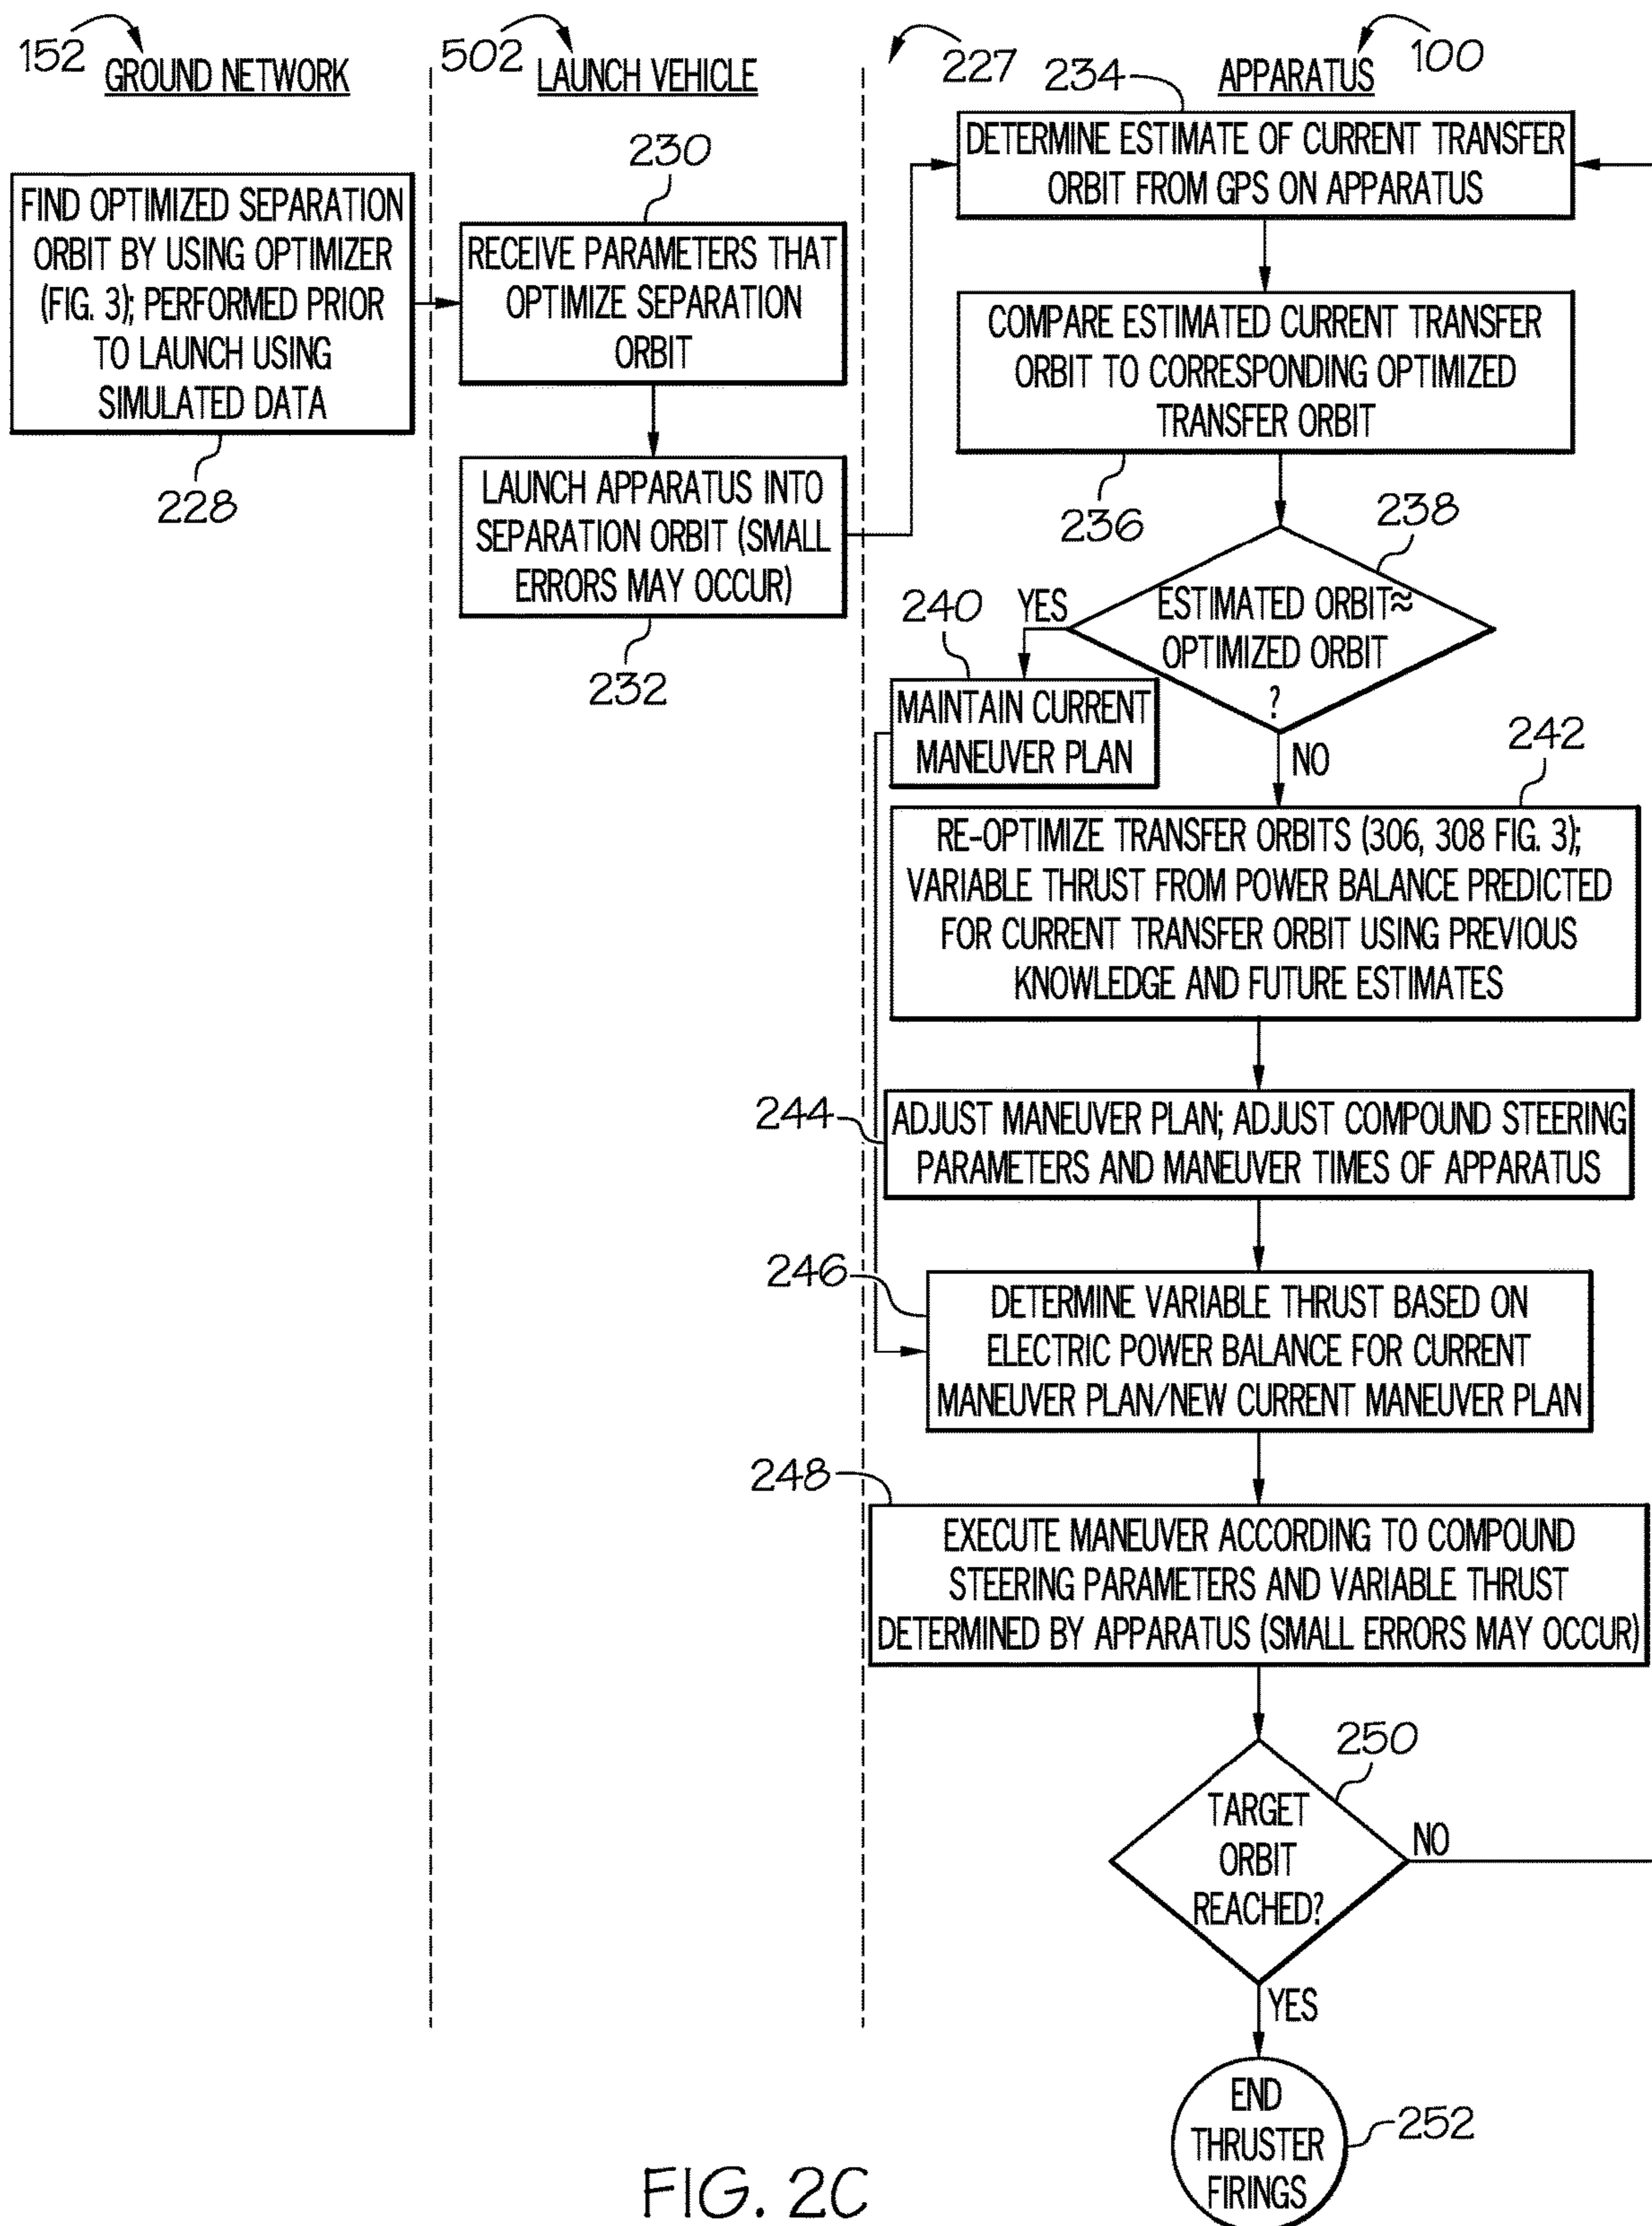 152
GROUND NETWORK
FIND OPTIMIZED SEPARATION
ORBIT BY USING OPTIMIZER
(FIG. 3); PERFORMED PRIOR
TO LAUNCH USING
SIMULATED DATA
228
502
LAUNCH VEHICLE
230
RECEIVE PARAMETERS THAT
OPTIMIZE SEPARATION
ORBIT
LAUNCH APPARATUS INTO
SEPARATION ORBIT (SMALL
ERRORS MAY OCCUR)
232
227
APPARATUS
100
234
DETERMINE ESTIMATE OF CURRENT TRANSFER
ORBIT FROM GPS ON APPARATUS
COMPARE ESTIMATED CURRENT TRANSFER
ORBIT TO CORRESPONDING OPTIMIZED
TRANSFER ORBIT
236
238
ESTIMATED ORBIT≈
OPTIMIZED ORBIT
?
YES
240
MAINTAIN CURRENT
MANEUVER PLAN
NO
242
RE-OPTIMIZE TRANSFER ORBITS (306, 308 FIG. 3);
VARIABLE THRUST FROM POWER BALANCE PREDICTED
FOR CURRENT TRANSFER ORBIT USING PREVIOUS
KNOWLEDGE AND FUTURE ESTIMATES
244
ADJUST MANEUVER PLAN; ADJUST COMPOUND STEERING
PARAMETERS AND MANEUVER TIMES OF APPARATUS
246
DETERMINE VARIABLE THRUST BASED ON
ELECTRIC POWER BALANCE FOR CURRENT
MANEUVER PLAN/NEW CURRENT MANEUVER PLAN
248
EXECUTE MANEUVER ACCORDING TO COMPOUND
STEERING PARAMETERS AND VARIABLE THRUST
DETERMINED BY APPARATUS (SMALL ERRORS MAY OCCUR)
250
TARGET
ORBIT
REACHED?
NO
YES
END
THRUSTER
FIRINGS
252
FIG. 2C